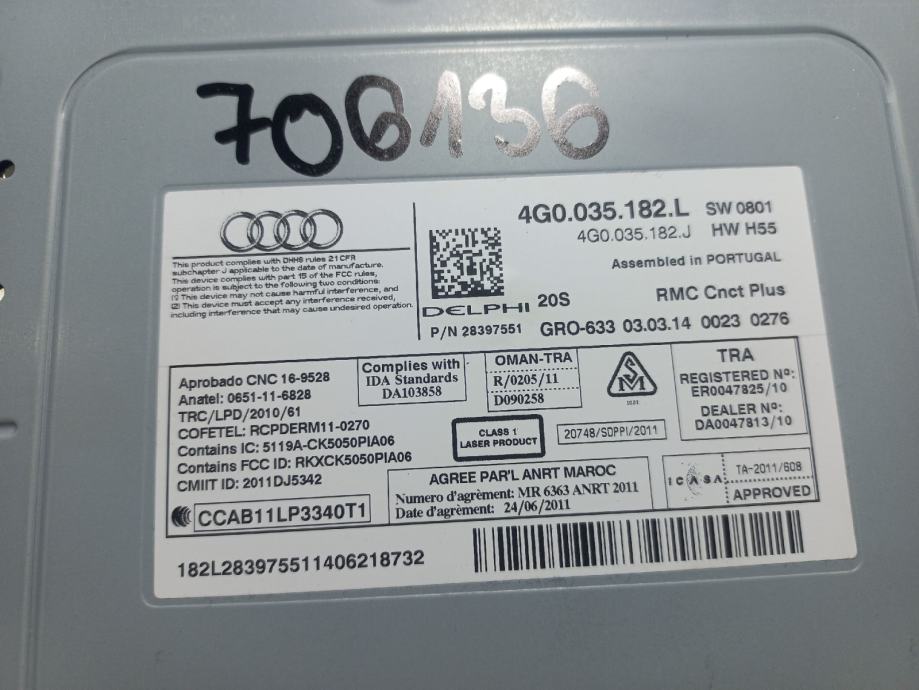 706136
4G0.035.182.L SW 0801
4G0.035.182.J HW H55
Assembled in PORTUGAL
This product complies with DHHS rules 21 CFR
subchapter J applicable to the date of manufacture.
This device complies with part 15 of the FCC rules,
operation is subject to the following two conditions:
(1) This device may not cause harmful interference, and
(2) This device must accept any interference received,
including interference that may cause undesired operation.
DELPHI 20S RMC Cnct Plus
P/N 28397551 GRO-633 03.03.14 0023 0276
Aprobado CNC 16-9528
Anatel: 0651-11-6828
TRC/LPD/2010/61
COFETEL: RCPDERM11-0270
Contains IC: 5119A-CK5050PIA06
Contains FCC ID: RKXCK5050PIA06
CMIIT ID: 2011DJ5342
CCAB11LP3340T1
Complies with
IDA Standards
DA103858
OMAN-TRA
R/0205/11
D090258
CLASS 1
LASER PRODUCT
20748/SDPPI/2011
TRA
REGISTERED Nº:
ER0047825/10
DEALER Nº:
DA0047813/10
AGREE PAR'L ANRT MAROC
Numero d'agrément: MR 6363 ANRT 2011
Date d'agrément: 24/06/2011
ICASA
TA-2011/608
APPROVED
182L283975511406218732